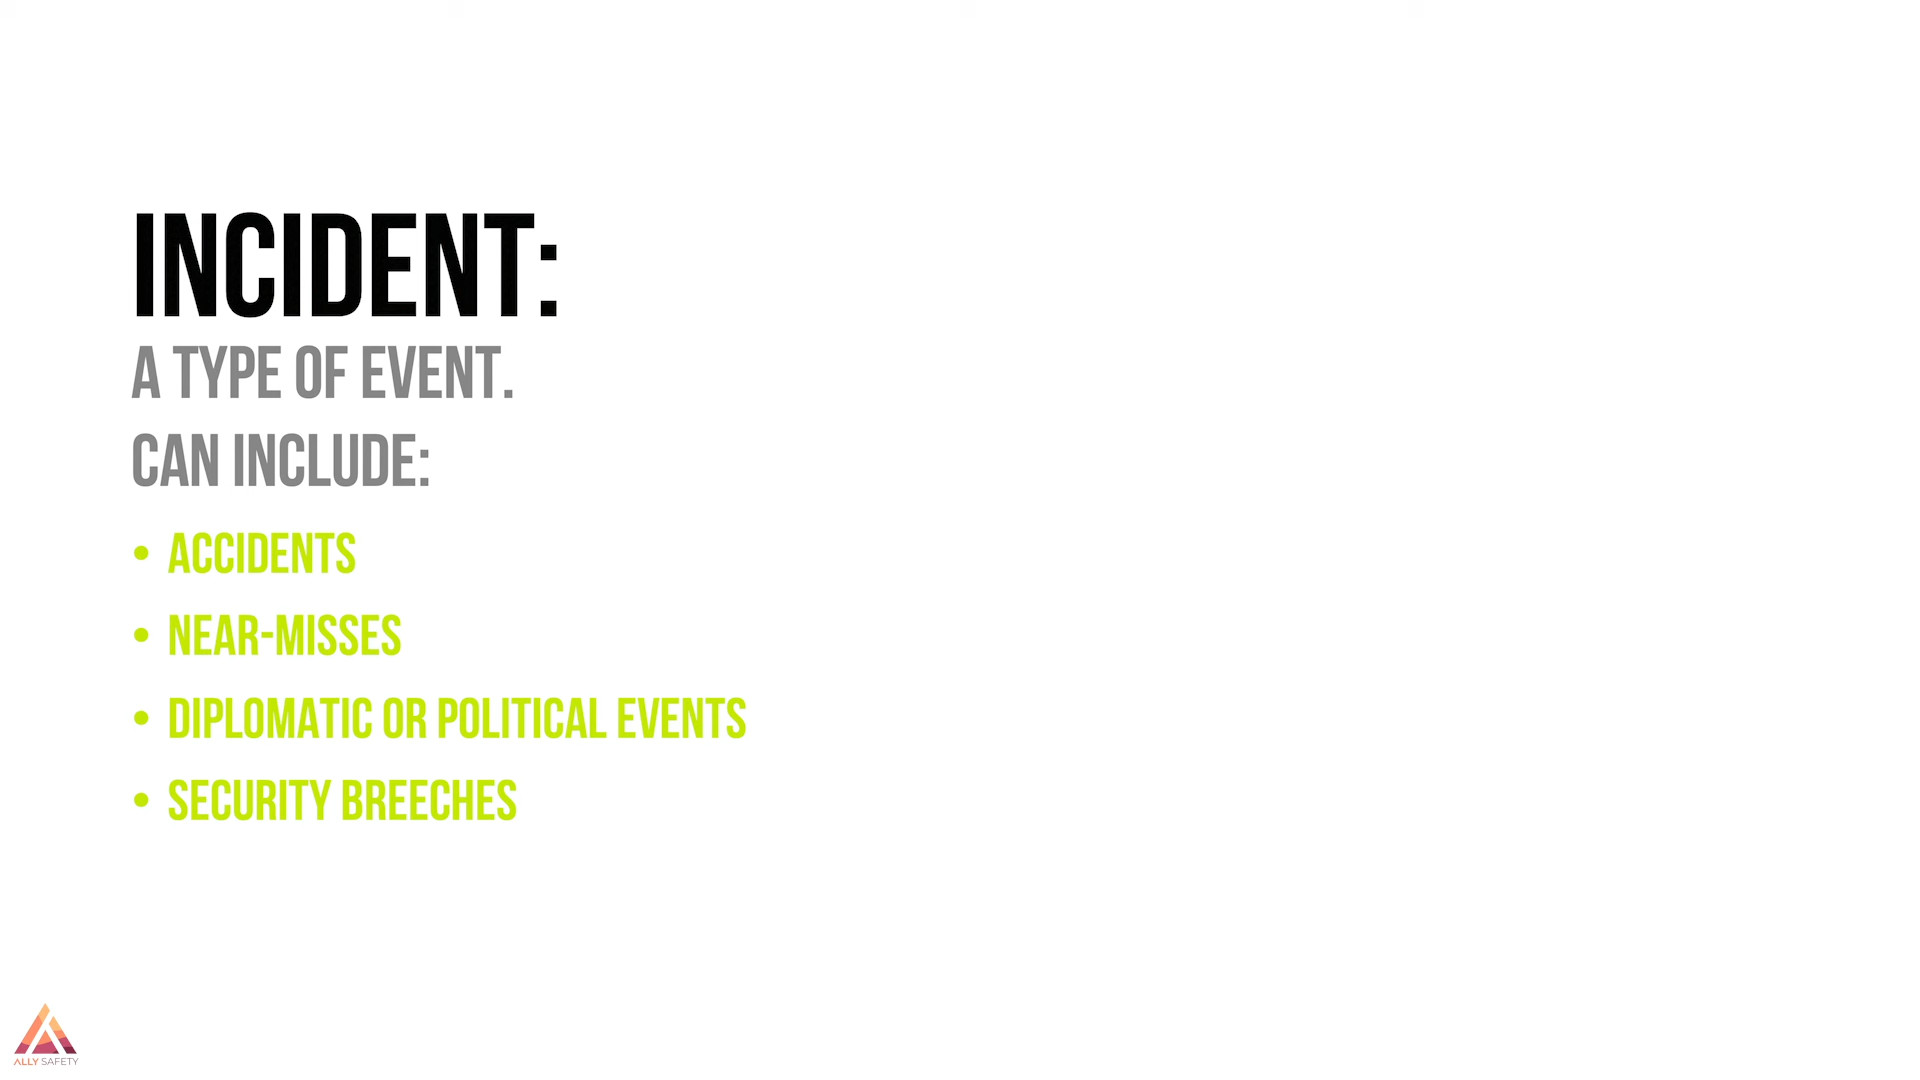 INCIDENT:
A TYPE OF EVENT.
CAN INCLUDE:
• ACCIDENTS
• NEAR-MISSES
• DIPLOMATIC OR POLITICAL EVENTS
• SECURITY BREECHES
ALLY SAFETY